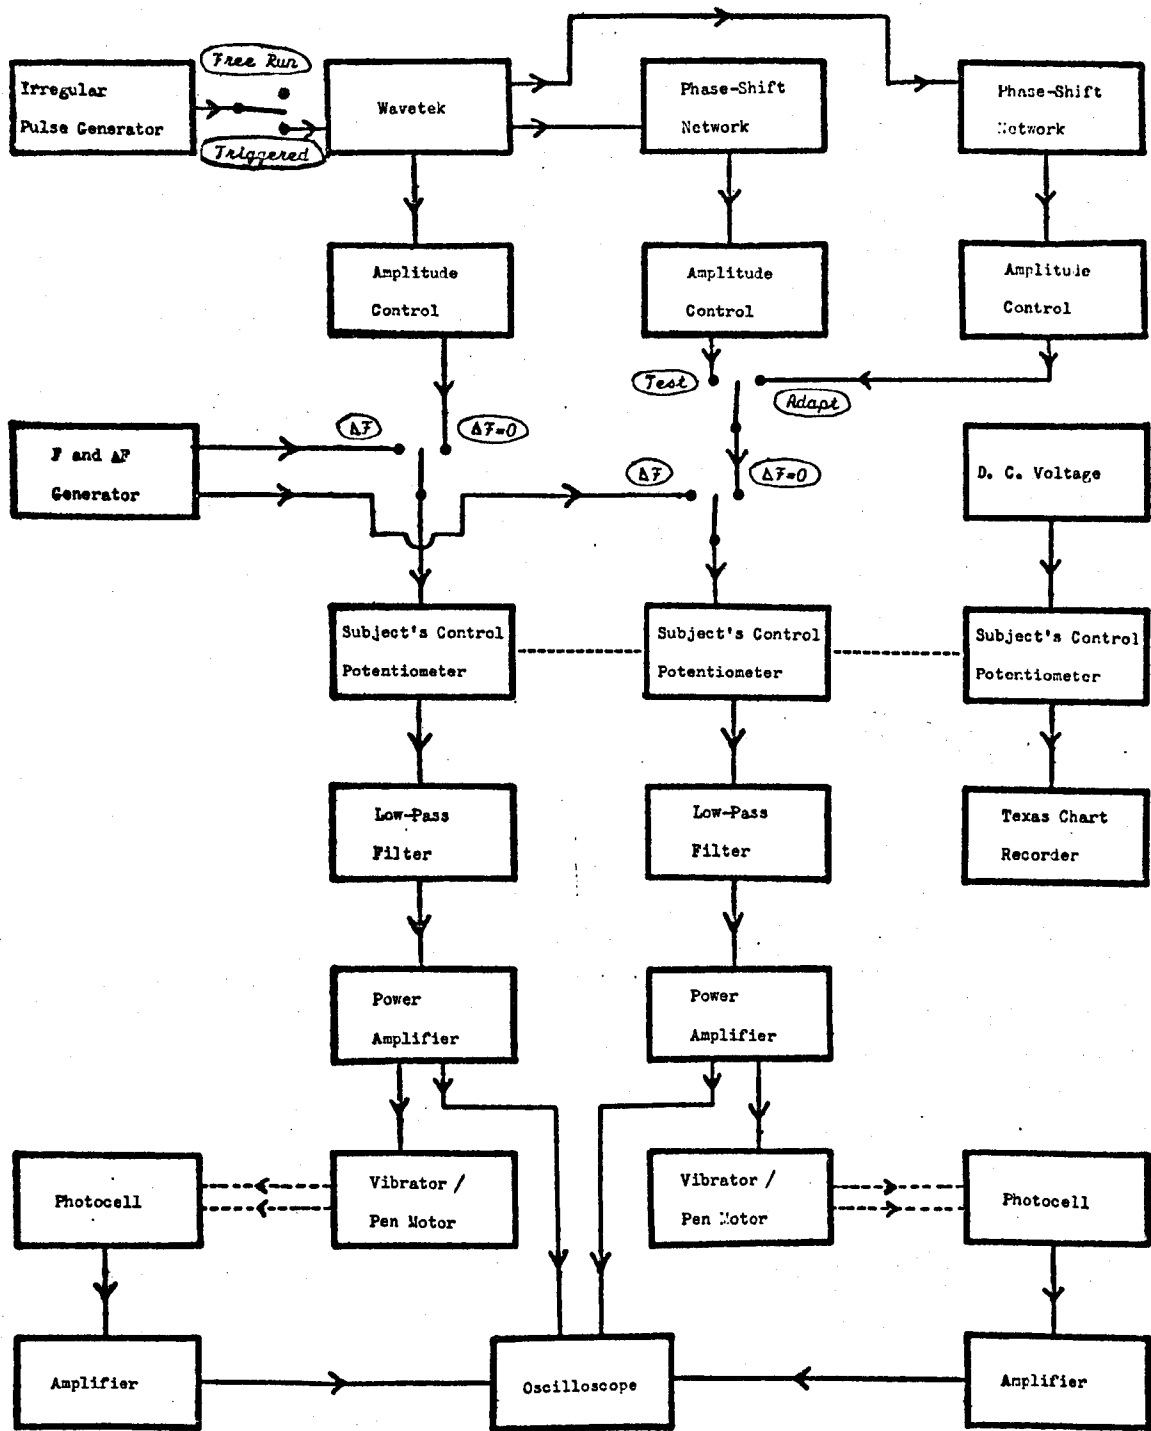 Free Run
Irregular
Pulse Generator
Triggered
Wavetek
Phase-Shift
Network
Phase-Shift
Network
Amplitude
Control
Amplitude
Control
Amplitude
Control
Test
Adapt
ΔF
ΔF=0
F and ΔF
Generator
ΔF
ΔF=0
D. C. Voltage
Subject's Control
Potentiometer
Subject's Control
Potentiometer
Subject's Control
Potentiometer
Low-Pass
Filter
Low-Pass
Filter
Texas Chart
Recorder
Power
Amplifier
Power
Amplifier
Photocell
Vibrator /
Pen Motor
Vibrator /
Pen Motor
Photocell
Amplifier
Oscilloscope
Amplifier